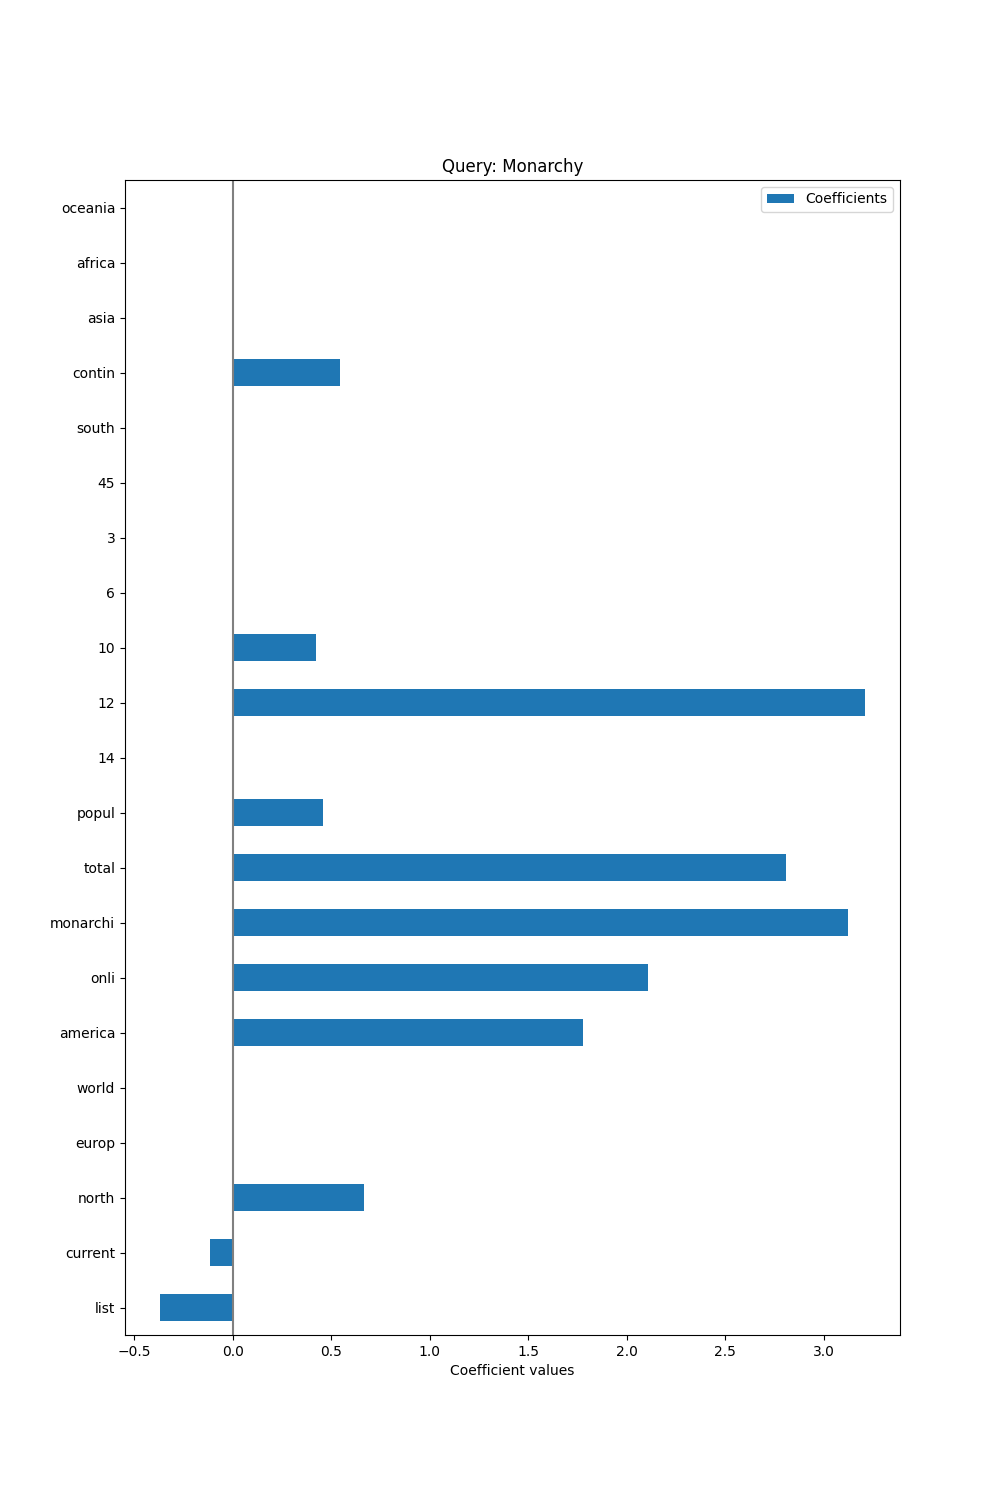 Query: Monarchy
Coefficients
oceania
africa
asia
contin
south
45
3
6
10
12
14
popul
total
monarchi
onli
america
world
europ
north
current
list
−0.5 0.0 0.5 1.0 1.5 2.0 2.5 3.0
Coefficient values